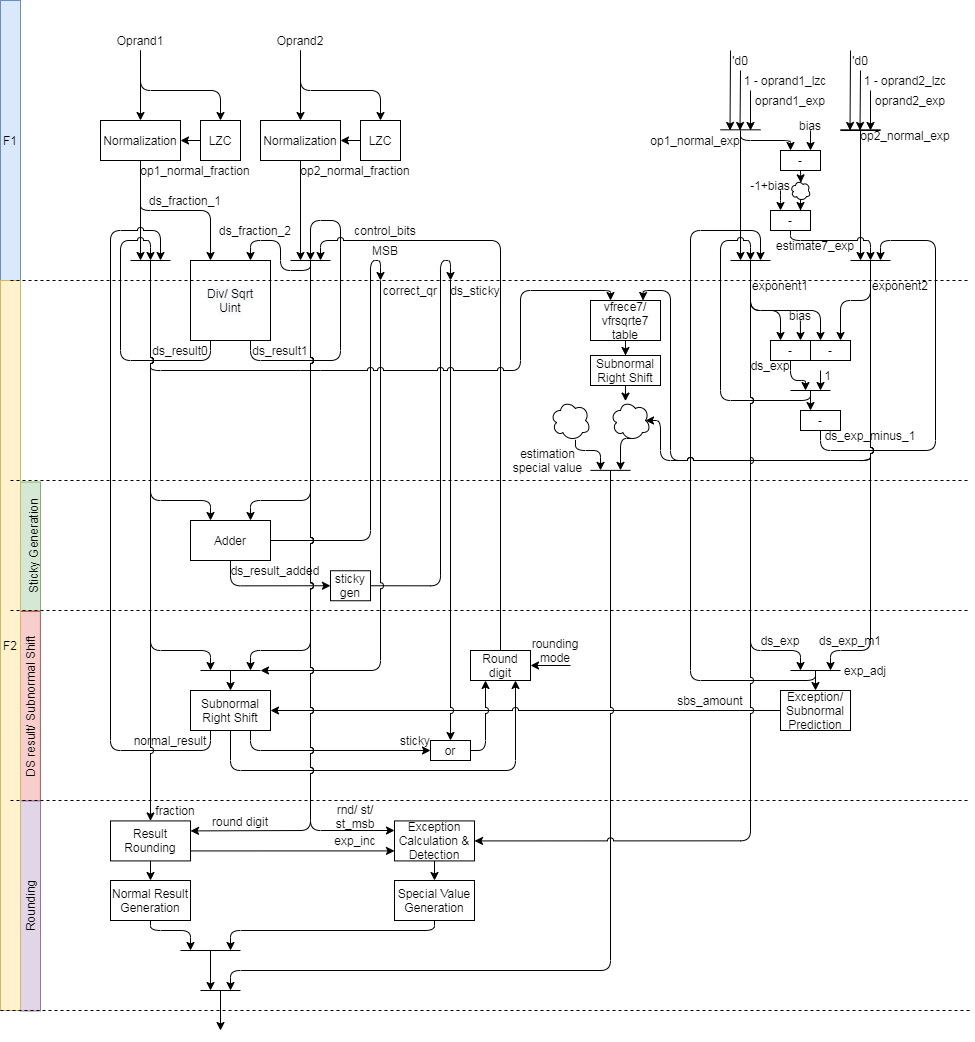 Oprand1
Oprand2
'd0
'd0
1 - oprand1_lzc
1 - oprand2_lzc
oprand1_exp
oprand2_exp
F1
Normalization
LZC
Normalization
LZC
op1_normal_exp
bias
op2_normal_exp
-
op1_normal_fraction
op2_normal_fraction
-1+bias
ds_fraction_1
-
ds_fraction_2
control_bits
estimate7_exp
MSB
Div/ Sqrt
Uint
correct_qr
ds_sticky
exponent1
exponent2
vfrece7/
vfrsqrte7
table
bias
ds_result0
ds_result1
-
-
Subnormal
Right Shift
ds_exp
1
-
ds_exp_minus_1
estimation
special value
Sticky Generation
Adder
ds_result_added
sticky
gen
F2
DS result/ Subnormal Shift
rounding
mode
Round
digit
ds_exp
ds_exp_m1
exp_adj
Subnormal
Right Shift
sbs_amount
Exception/
Subnormal
Prediction
normal_result
sticky
or
Rounding
fraction
round digit
rnd/ st/
st_msb
Result
Rounding
exp_inc
Exception
Calculation &
Detection
Normal Result
Generation
Special Value
Generation